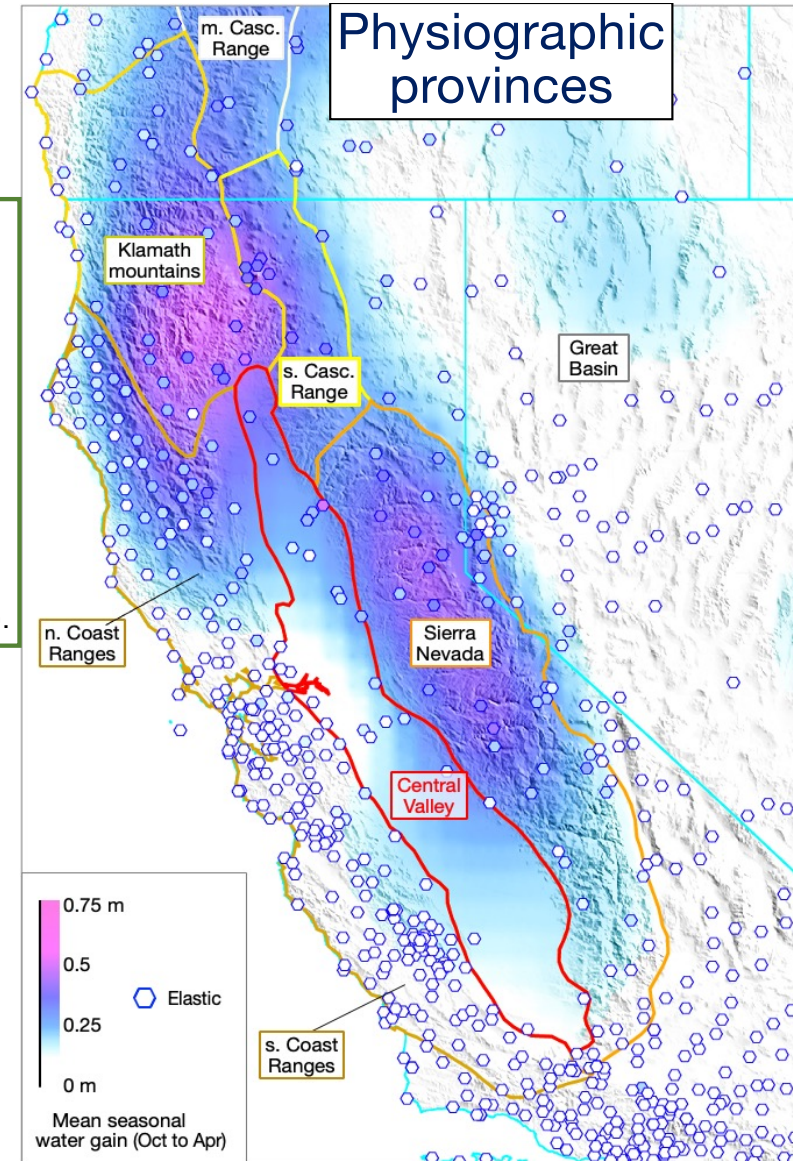 Physiographic
provinces
m. Casc.
Range
Klamath
mountains
s. Casc.
Range
Great
Basin
n. Coast
Ranges
Sierra
Nevada
Central
Valley
s. Coast
Ranges
0.75 m
0.5
0.25
0 m
Elastic
Mean seasonal
water gain (Oct to Apr)
.